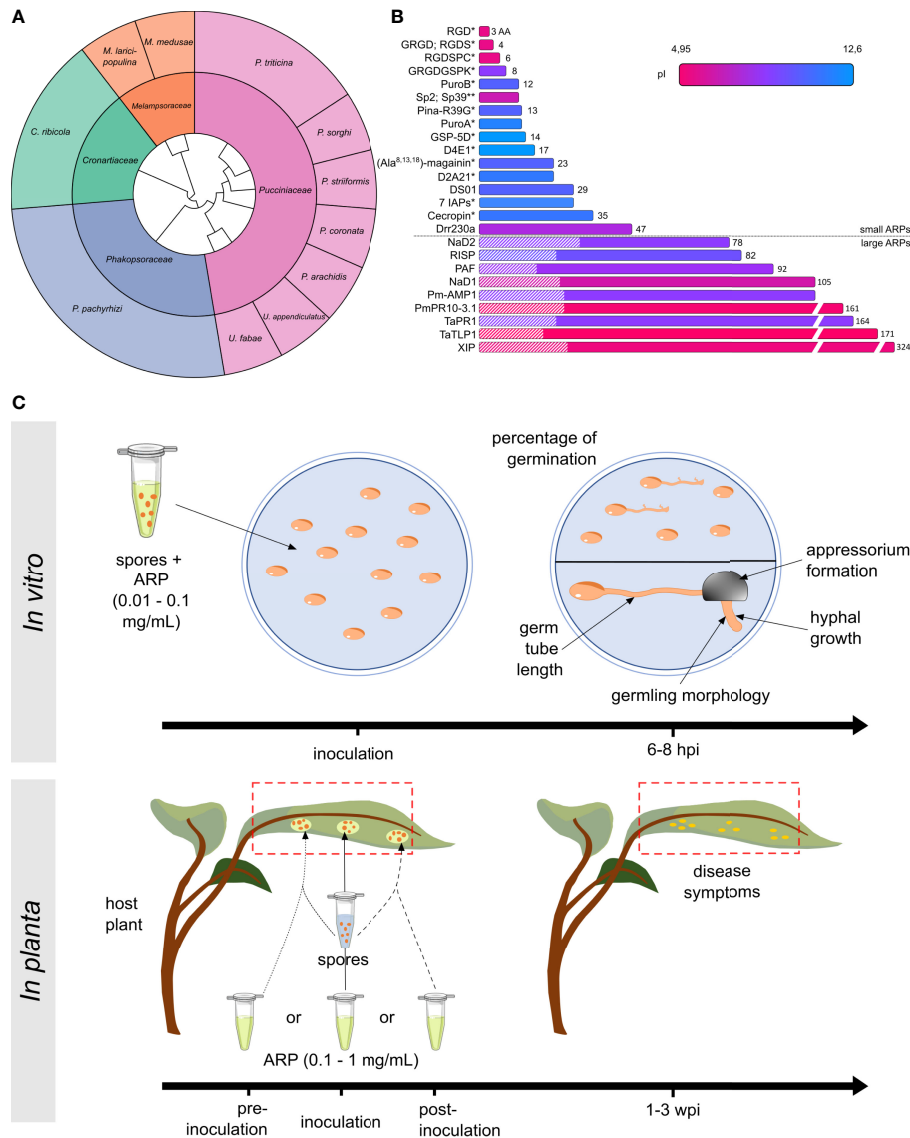 A
M. medusae
M. larici-
populina
P. triticina
C. ribicola
Melampsoraceae
P. sorghi
Cronartiaceae
Pucciniaceae
P. striiformis
P. coronata
Phakopsoraceae
P. arachidis
P. pachyrhizi
U. appendiculatus
U. fabae
B
RGD* 3 AA
GRGD; RGDS* 4
RGDSPC* 6
GRGDGSPK* 8
PuroB* 12
Sp2; Sp39**
Pina-R39G* 13
PuroA*
GSP-5D* 14
D4E1* 17
(Ala8,13,18)-magainin* 23
D2A21*
DS01 29
7 IAPs*
Cecropin* 35
Drr230a 47
small ARPs
large ARPs
NaD2 78
RISP 82
PAF 92
NaD1 105
Pm-AMP1
PmPR10-3.1 161
TaPR1 164
TaTLP1 171
XIP 324
4,95 12,6
pI
C
In vitro
spores +
ARP
(0.01 - 0.1
mg/mL)
percentage of
germination
appressorium
formation
germ
tube
length
hyphal
growth
germling morphology
inoculation
6-8 hpi
In planta
host
plant
spores
or or
ARP (0.1 - 1 mg/mL)
disease
symptoms
pre-
inoculation
inoculation
post-
inoculation
1-3 wpi